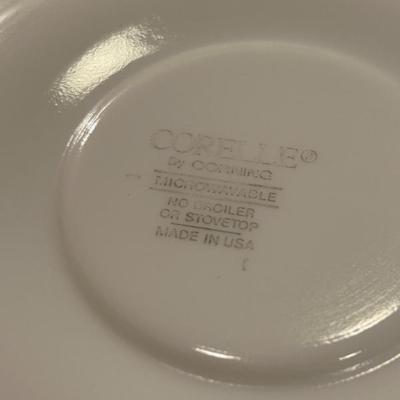 CORELLE®
By CORNING
MICROWAVABLE
NO BROILER
OR STOVETOP
MADE IN USA